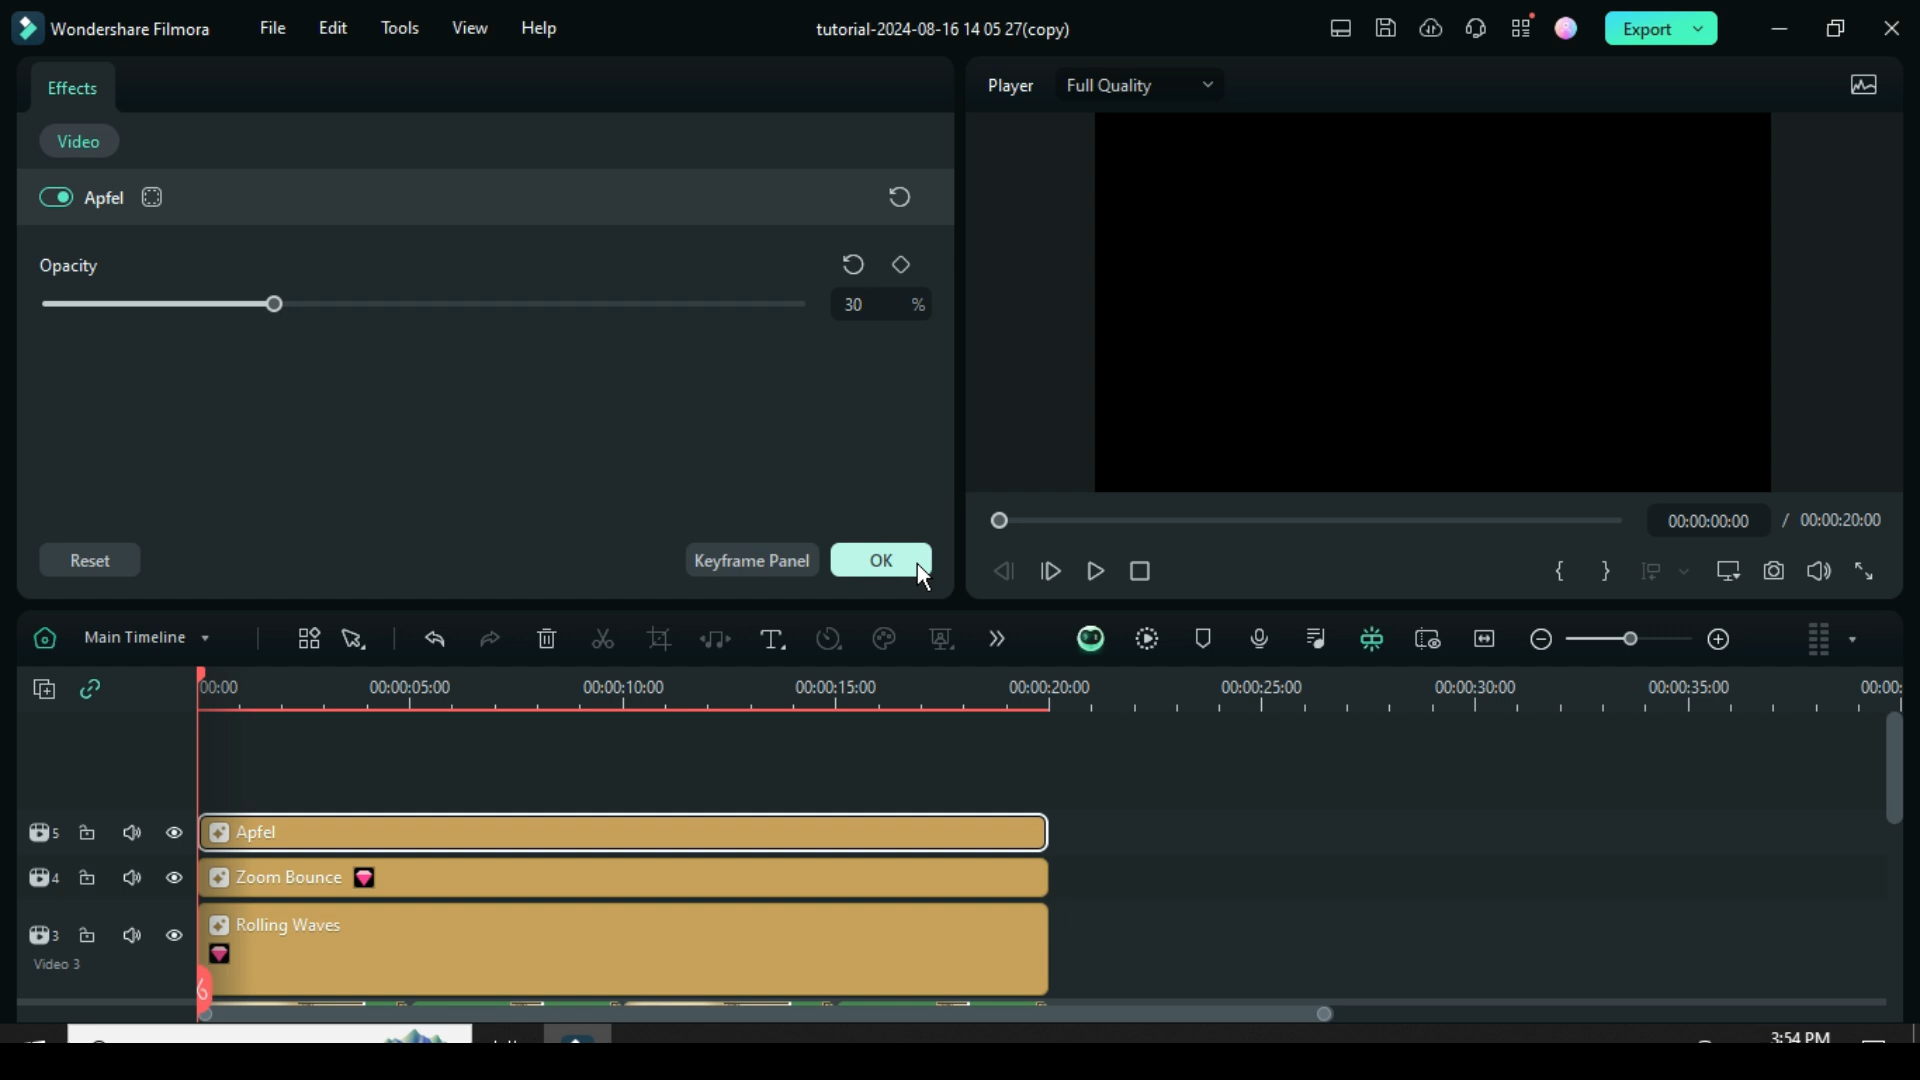 Wondershare Filmora
File Edit Tools View Help
tutorial-2024-08-16 14 05 27(copy)
Export
Effects
Video
Apfel
Opacity
30 %
Reset
Keyframe Panel
OK
Player
Full Quality
00:00:00:00 / 00:00:20:00
{ }
Main Timeline
00:00 00:00:05:00 00:00:10:00 00:00:15:00 00:00:20:00 00:00:25:00 00:00:30:00 00:00:35:00 00:00:
5 Apfel
4 Zoom Bounce
3 Rolling Waves
Video 3
3:54 PM